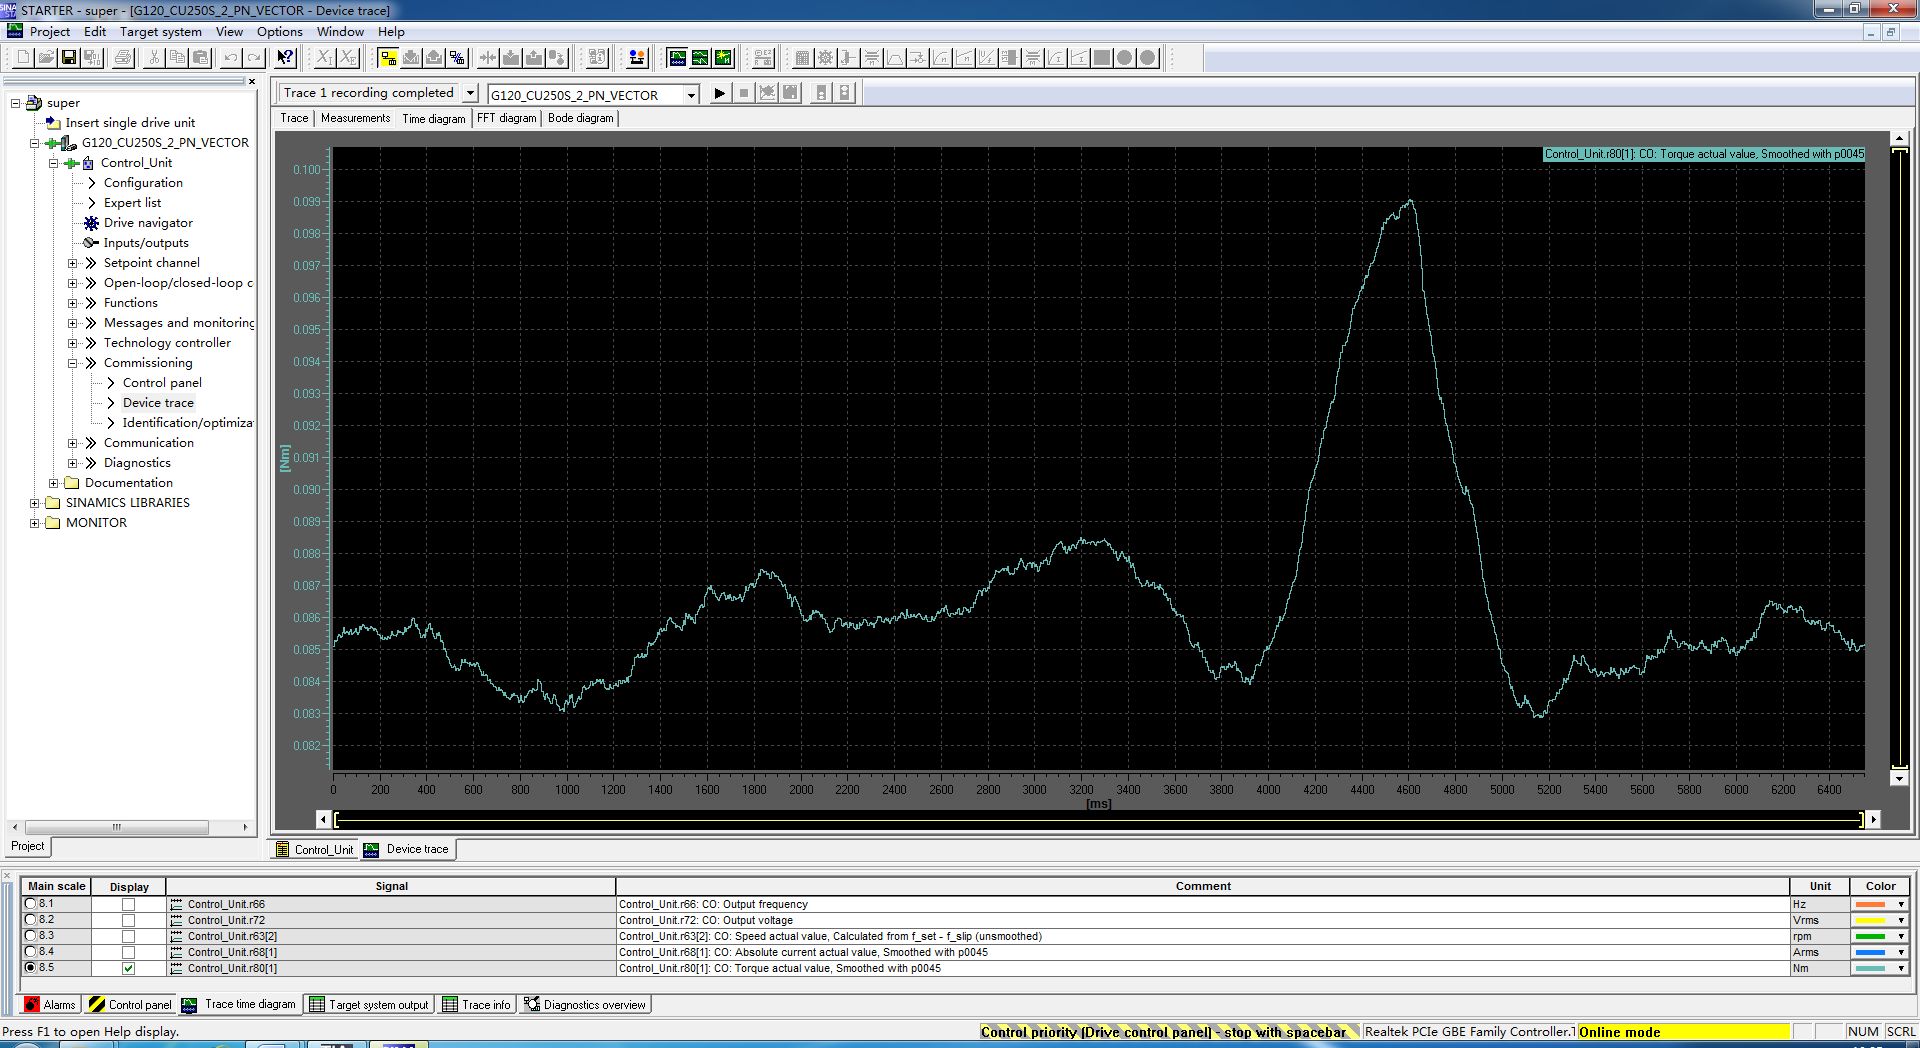 STARTER - super - [G120_CU250S_2_PN_VECTOR - Device trace]
Project Edit Target system View Options Window Help
super
Insert single drive unit
G120_CU250S_2_PN_VECTOR
Control_Unit
Configuration
Expert list
Drive navigator
Inputs/outputs
Setpoint channel
Open-loop/closed-loop c
Functions
Messages and monitoring
Technology controller
Commissioning
Control panel
Device trace
Identification/optimiza
Communication
Diagnostics
Documentation
SINAMICS LIBRARIES
MONITOR
Project
Trace 1 recording completed
G120_CU250S_2_PN_VECTOR
Trace Measurements Time diagram FFT diagram Bode diagram
Control_Unit.r80[1]: CO: Torque actual value, Smoothed with p0045
0.100
0.099
0.098
0.097
0.096
0.095
0.094
0.093
0.092
0.091
0.090
0.089
0.088
0.087
0.086
0.085
0.084
0.083
0.082
[Nm]
0 200 400 600 800 1000 1200 1400 1600 1800 2000 2200 2400 2600 2800 3000 3200 3400 3600 3800 4000 4200 4400 4600 4800 5000 5200 5400 5600 5800 6000 6200 6400
[ms]
Control_Unit Device trace
Main scale Display Signal Comment Unit Color
8.1 Control_Unit.r66 Control_Unit.r66: CO: Output frequency Hz
8.2 Control_Unit.r72 Control_Unit.r72: CO: Output voltage Vrms
8.3 Control_Unit.r63[2] Control_Unit.r63[2]: CO: Speed actual value, Calculated from f_set - f_slip (unsmoothed) rpm
8.4 Control_Unit.r68[1] Control_Unit.r68[1]: CO: Absolute current actual value, Smoothed with p0045 Arms
8.5 Control_Unit.r80[1] Control_Unit.r80[1]: CO: Torque actual value, Smoothed with p0045 Nm
Alarms Control panel Trace time diagram Target system output Trace info Diagnostics overview
Press F1 to open Help display.
Control priority [Drive control panel] - stop with spacebar
Realtek PCIe GBE Family Controller.T
Online mode
NUM SCRL